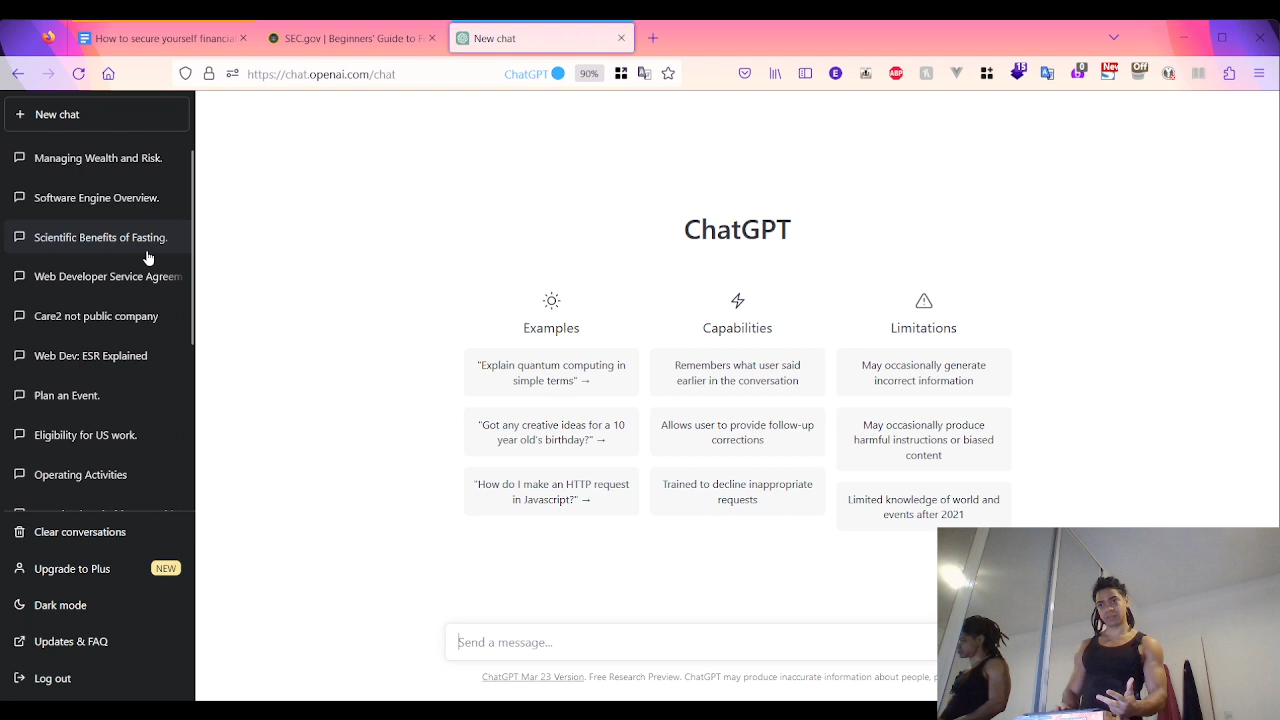 How to secure yourself financial
SEC.gov | Beginners' Guide to F
New chat
https://chat.openai.com/chat
ChatGPT
90%
15
0
New
Off
ABP
E
New chat
Managing Wealth and Risk.
Software Engine Overview.
Scientific Benefits of Fasting.
Web Developer Service Agreem
Care2 not public company
Web Dev: ESR Explained
Plan an Event.
Eligibility for US work.
Operating Activities
Clear conversations
Upgrade to Plus
NEW
Dark mode
Updates & FAQ
Log out
ChatGPT
Examples
"Explain quantum computing in
simple terms" →
"Got any creative ideas for a 10
year old's birthday?" →
"How do I make an HTTP request
in Javascript?" →
Capabilities
Remembers what user said
earlier in the conversation
Allows user to provide follow-up
corrections
Trained to decline inappropriate
requests
Limitations
May occasionally generate
incorrect information
May occasionally produce
harmful instructions or biased
content
Limited knowledge of world and
events after 2021
Send a message...
ChatGPT Mar 23 Version. Free Research Preview. ChatGPT may produce inaccurate information about people, p